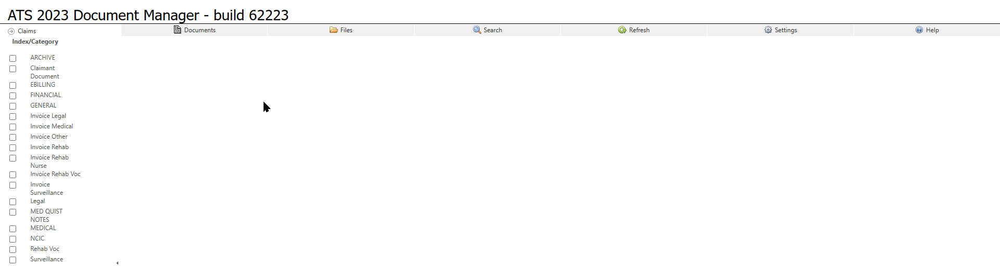 ATS 2023 Document Manager - build 62223
Claims
Documents
Files
Search
Refresh
Settings
Help
Index/Category
ARCHIVE
Claimant
Document
EBILLING
FINANCIAL
GENERAL
Invoice Legal
Invoice Medical
Invoice Other
Invoice Rehab
Invoice Rehab
Nurse
Invoice Rehab Voc
Invoice
Surveillance
Legal
MED QUIST
NOTES
MEDICAL
NCIC
Rehab Voc
Surveillance